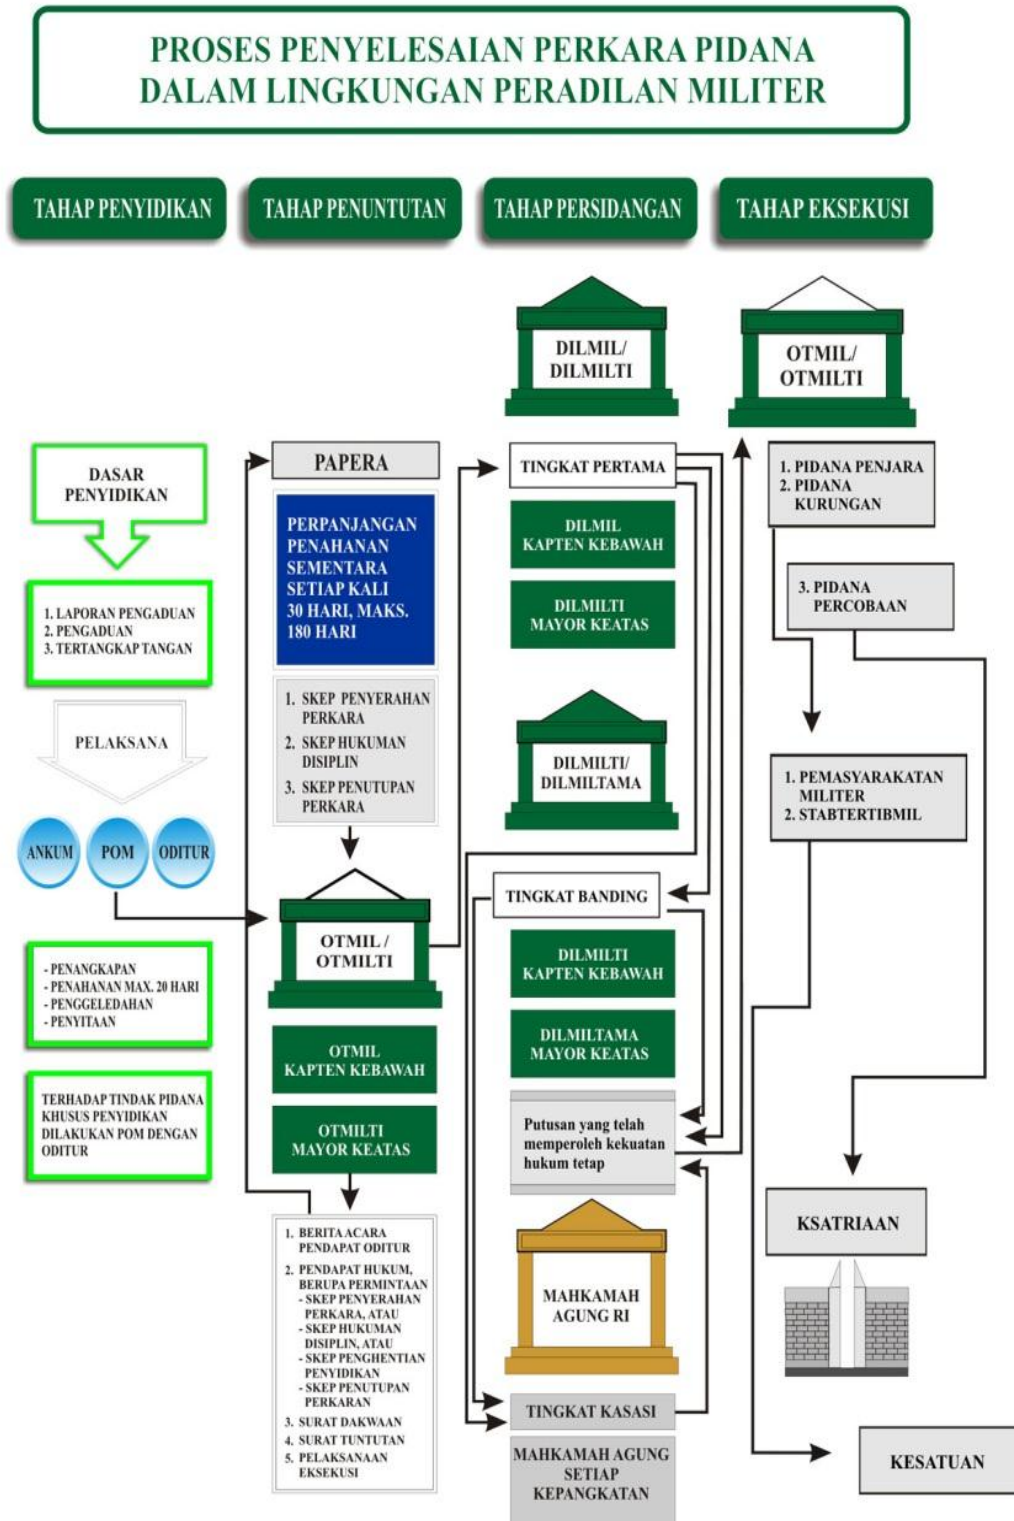 PROSES PENYELESAIAN PERKARA PIDANA
DALAM LINGKUNGAN PERADILAN MILITER
TAHAP PENYIDIKAN
TAHAP PENUNTUTAN
TAHAP PERSIDANGAN
TAHAP EKSEKUSI
DASAR
PENYIDIKAN
1. LAPORAN PENGADUAN
2. PENGADUAN
3. TERTANGKAP TANGAN
PELAKSANA
ANKUM
POM
ODITUR
- PENANGKAPAN
- PENAHANAN MAX. 20 HARI
- PENGGELEDAHAN
- PENYITAAN
TERHADAP TINDAK PIDANA
KHUSUS PENYIDIKAN
DILAKUKAN POM DENGAN
ODITUR
PAPERA
PERPANJANGAN
PENAHANAN
SEMENTARA
SETIAP KALI
30 HARI, MAKS.
180 HARI
1. SKEP PENYERAHAN
PERKARA
2. SKEP HUKUMAN
DISIPLIN
3. SKEP PENUTUPAN
PERKARA
OTMIL /
OTMILTI
OTMIL
KAPTEN KEBAWAH
OTMILTI
MAYOR KEATAS
1. BERITA ACARA
PENDAPAT ODITUR
2. PENDAPAT HUKUM,
BERUPA PERMINTAAN
- SKEP PENYERAHAN
PERKARA, ATAU
- SKEP HUKUMAN
DISIPLIN, ATAU
- SKEP PENGHENTIAN
PENYIDIKAN
- SKEP PENUTUPAN
PERKARAN
3. SURAT DAKWAAN
4. SURAT TUNTUTAN
5. PELAKSANAAN
EKSEKUSI
DILMIL/
DILMILTI
TINGKAT PERTAMA
DILMIL
KAPTEN KEBAWAH
DILMILTI
MAYOR KEATAS
DILMILTI/
DILMILTAMA
TINGKAT BANDING
DILMILTI
KAPTEN KEBAWAH
DILMILTAMA
MAYOR KEATAS
Putusan yang telah
memperoleh kekuatan
hukum tetap
MAHKAMAH
AGUNG RI
TINGKAT KASASI
MAHKAMAH AGUNG
SETIAP
KEPANGKATAN
OTMIL/
OTMILTI
1. PIDANA PENJARA
2. PIDANA
KURUNGAN
3. PIDANA
PERCOBAAN
1. PEMASYARAKATAN
MILITER
2. STABTERTIBMIL
KSATRIAAN
KESATUAN